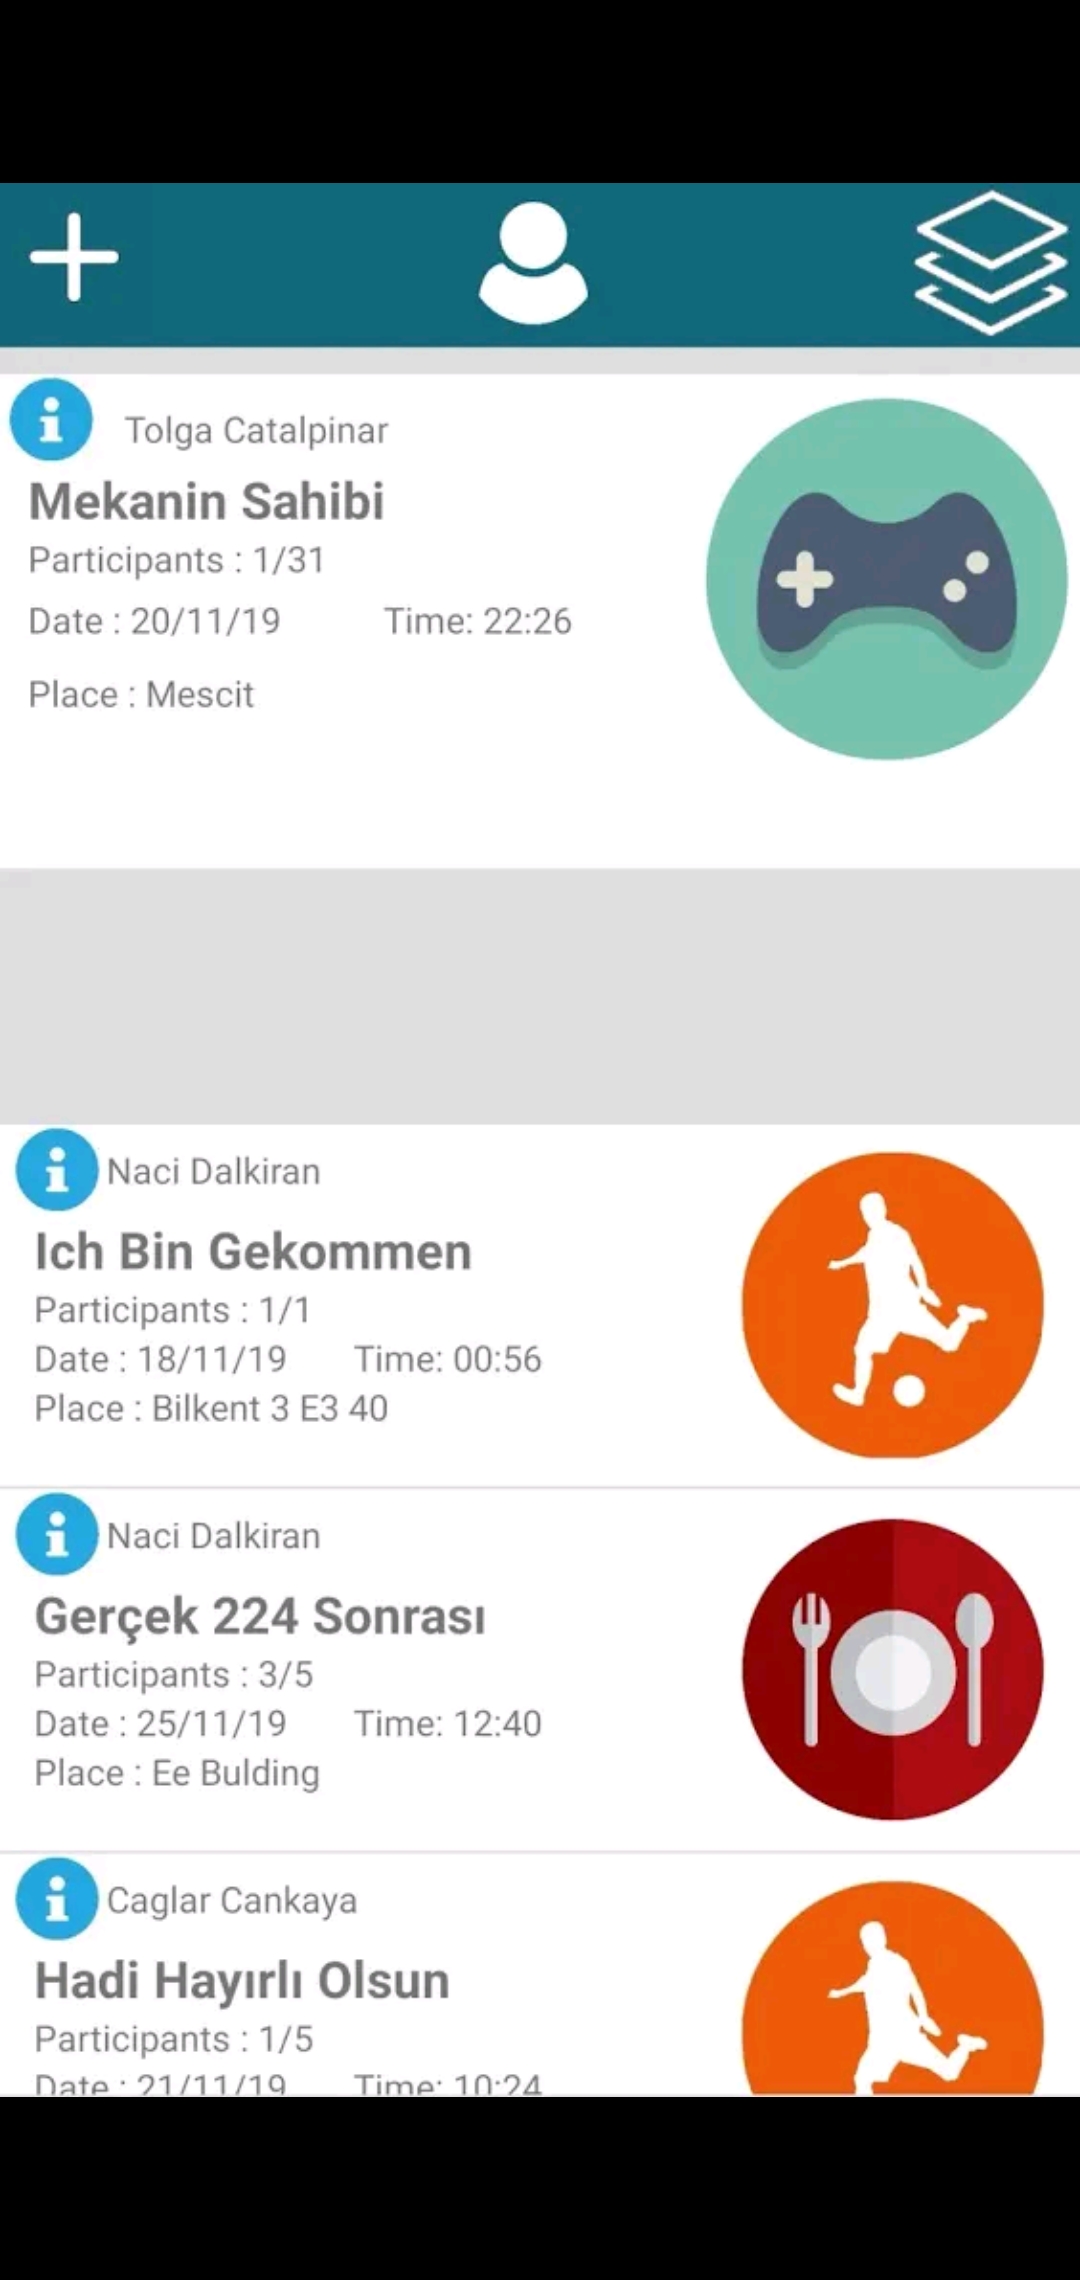 Tolga Catalpinar
Mekanin Sahibi
Participants : 1/31
Date : 20/11/19 Time: 22:26
Place : Mescit
Naci Dalkiran
Ich Bin Gekommen
Participants : 1/1
Date : 18/11/19 Time: 00:56
Place : Bilkent 3 E3 40
Naci Dalkiran
Gerçek 224 Sonrası
Participants : 3/5
Date : 25/11/19 Time: 12:40
Place : Ee Bulding
Caglar Cankaya
Hadi Hayırlı Olsun
Participants : 1/5
Date : 21/11/19 Time: 10:24